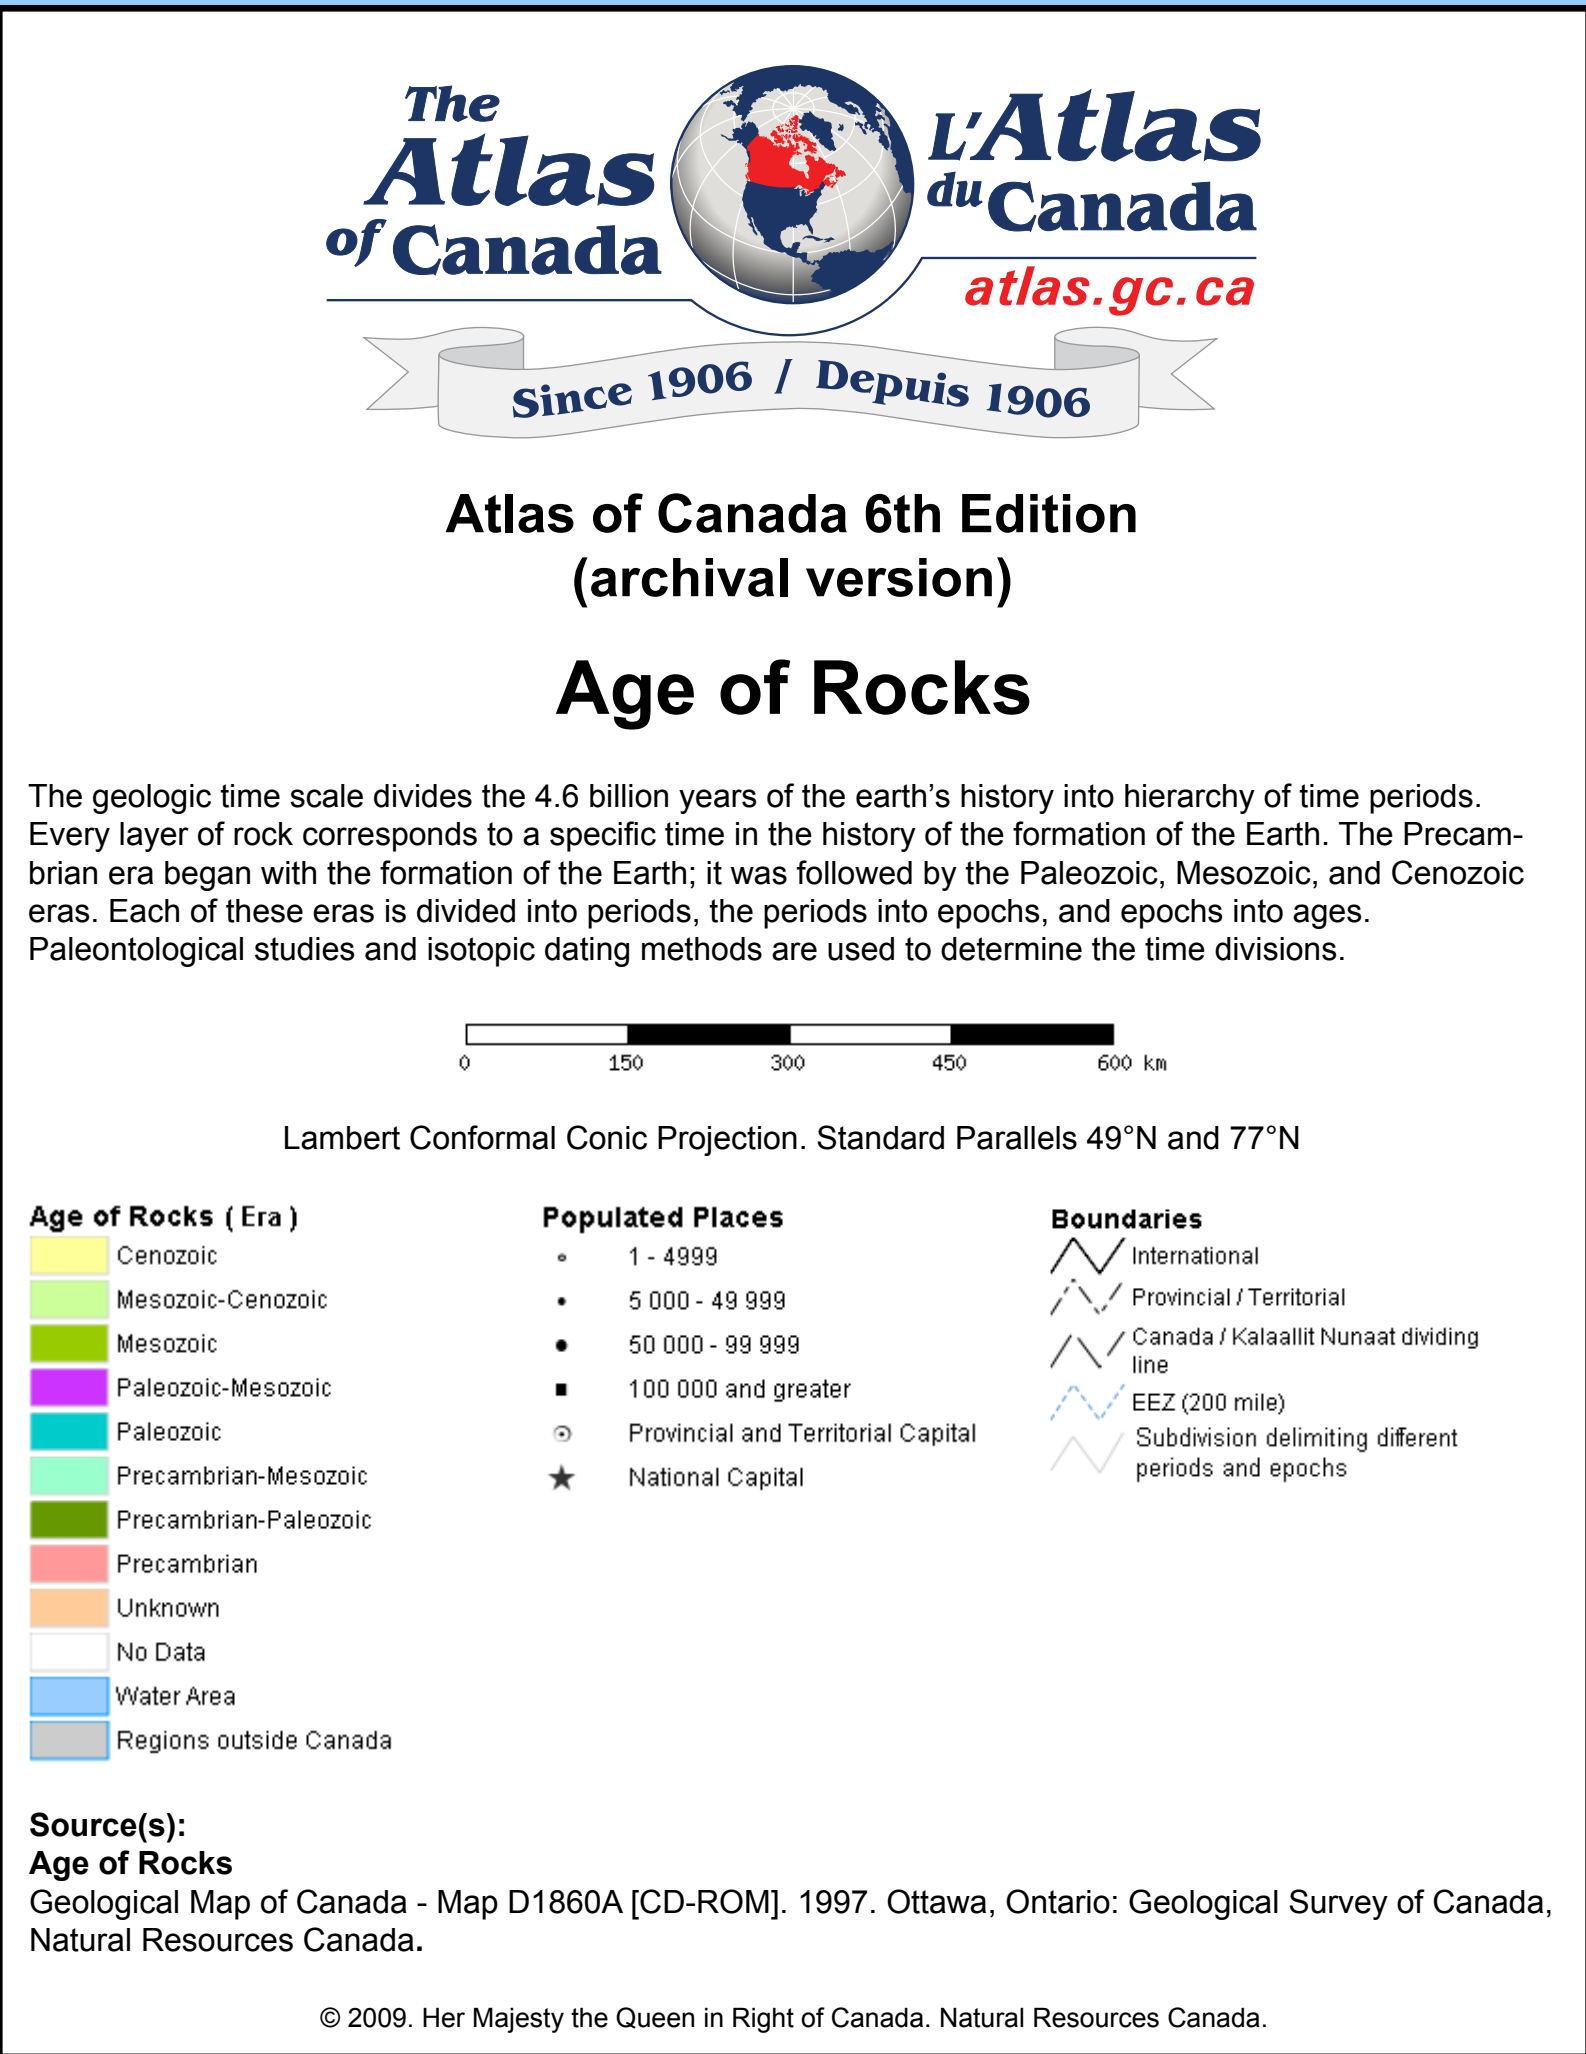 The
Atlas
of Canada
L'Atlas
du Canada
atlas.gc.ca
Since 1906 / Depuis 1906
Atlas of Canada 6th Edition
(archival version)
Age of Rocks
The geologic time scale divides the 4.6 billion years of the earth's history into hierarchy of time periods.
Every layer of rock corresponds to a specific time in the history of the formation of the Earth. The Precam-
brian era began with the formation of the Earth; it was followed by the Paleozoic, Mesozoic, and Cenozoic
eras. Each of these eras is divided into periods, the periods into epochs, and epochs into ages.
Paleontological studies and isotopic dating methods are used to determine the time divisions.
0 150 300 450 600 km
Lambert Conformal Conic Projection. Standard Parallels 49°N and 77°N
Age of Rocks ( Era )
Cenozoic
Mesozoic-Cenozoic
Mesozoic
Paleozoic-Mesozoic
Paleozoic
Precambrian-Mesozoic
Precambrian-Paleozoic
Precambrian
Unknown
No Data
Water Area
Regions outside Canada
Populated Places
1 - 4999
5 000 - 49 999
50 000 - 99 999
100 000 and greater
Provincial and Territorial Capital
National Capital
Boundaries
International
Provincial / Territorial
Canada / Kalaallit Nunaat dividing
line
EEZ (200 mile)
Subdivision delimiting different
periods and epochs
Source(s):
Age of Rocks
Geological Map of Canada - Map D1860A [CD-ROM]. 1997. Ottawa, Ontario: Geological Survey of Canada,
Natural Resources Canada.
© 2009. Her Majesty the Queen in Right of Canada. Natural Resources Canada.